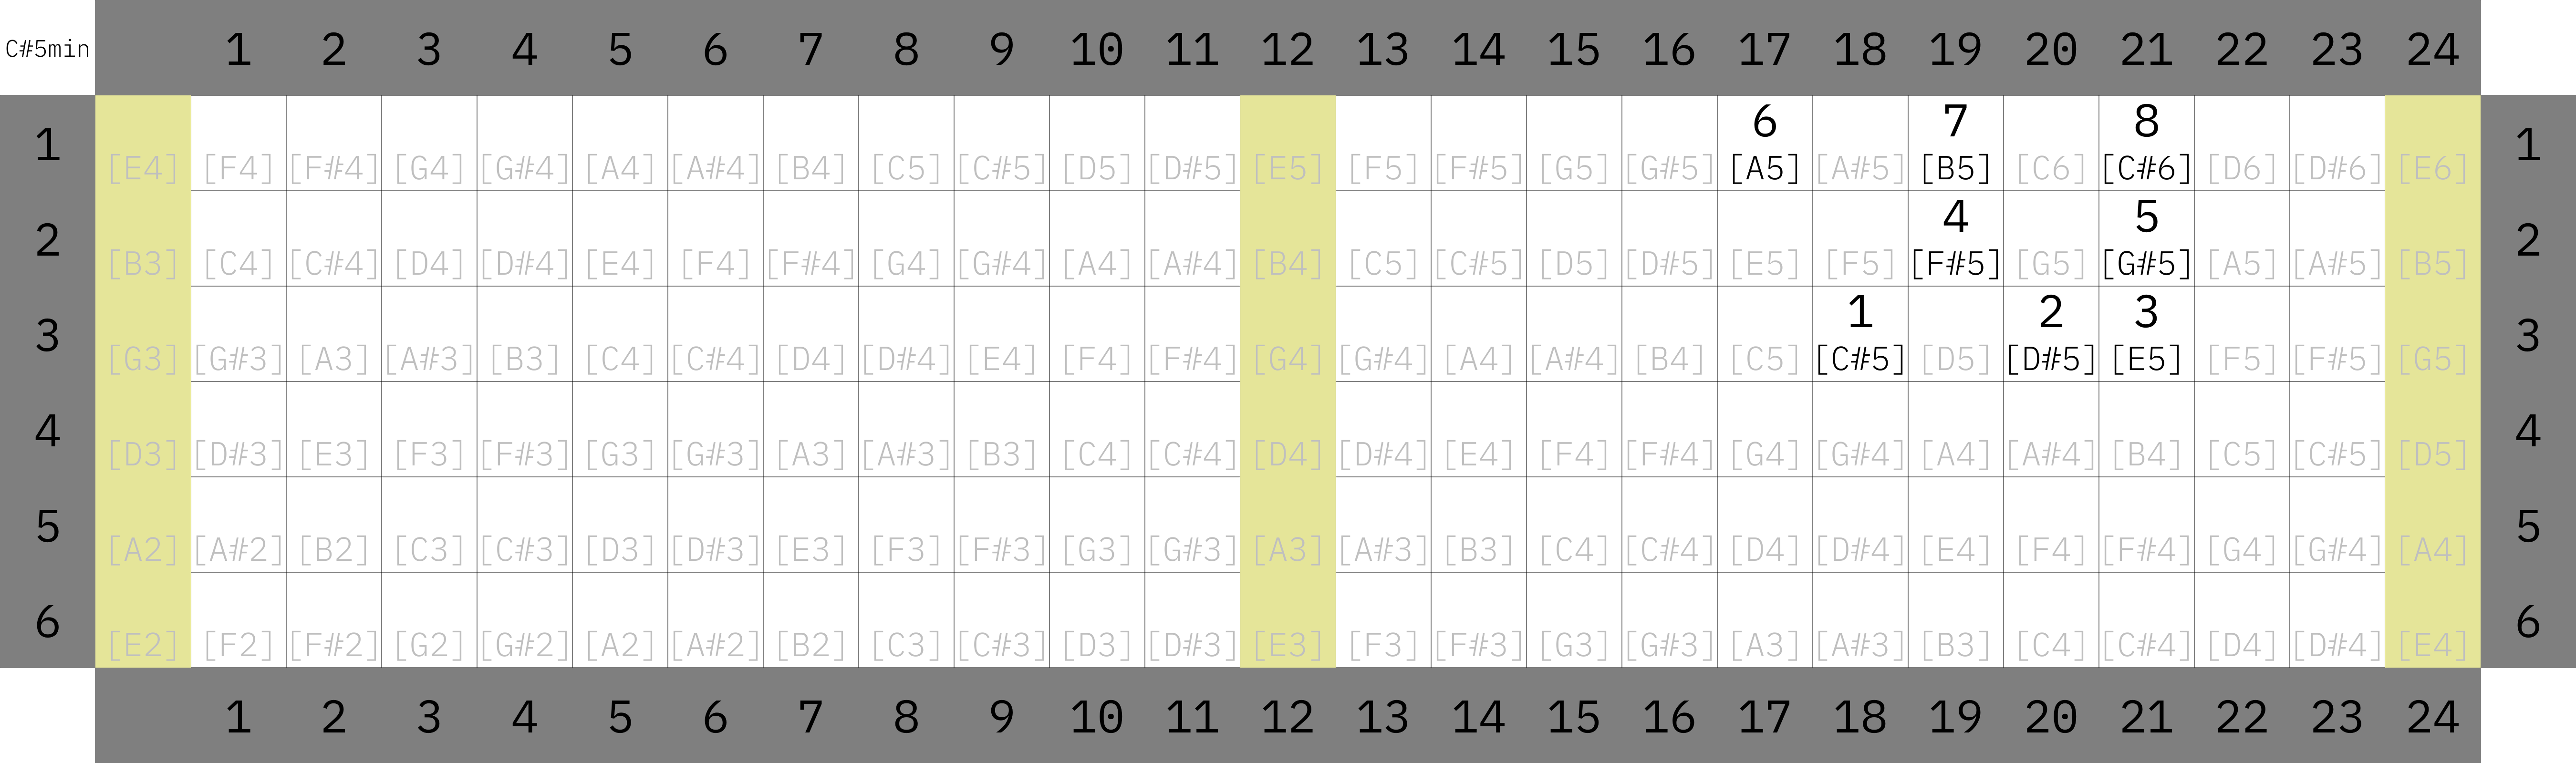 C#5min 1 2 3 4 5 6 7 8 9 10 11 12 13 14 15 16 17 18 19 20 21 22 23 24
6 7 8
1 [E4] [F4] [F#4] [G4] [G#4] [A4] [A#4] [B4] [C5] [C#5] [D5] [D#5] [E5] [F5] [F#5] [G5] [G#5] [A5] [A#5] [B5] [C6] [C#6] [D6] [D#6] [E6] 1
4 5
2 [B3] [C4] [C#4] [D4] [D#4] [E4] [F4] [F#4] [G4] [G#4] [A4] [A#4] [B4] [C5] [C#5] [D5] [D#5] [E5] [F5] [F#5] [G5] [G#5] [A5] [A#5] [B5] 2
1 2 3
3 [G3] [G#3] [A3] [A#3] [B3] [C4] [C#4] [D4] [D#4] [E4] [F4] [F#4] [G4] [G#4] [A4] [A#4] [B4] [C5] [C#5] [D5] [D#5] [E5] [F5] [F#5] [G5] 3
4 [D3] [D#3] [E3] [F3] [F#3] [G3] [G#3] [A3] [A#3] [B3] [C4] [C#4] [D4] [D#4] [E4] [F4] [F#4] [G4] [G#4] [A4] [A#4] [B4] [C5] [C#5] [D5] 4
5 [A2] [A#2] [B2] [C3] [C#3] [D3] [D#3] [E3] [F3] [F#3] [G3] [G#3] [A3] [A#3] [B3] [C4] [C#4] [D4] [D#4] [E4] [F4] [F#4] [G4] [G#4] [A4] 5
6 [E2] [F2] [F#2] [G2] [G#2] [A2] [A#2] [B2] [C3] [C#3] [D3] [D#3] [E3] [F3] [F#3] [G3] [G#3] [A3] [A#3] [B3] [C4] [C#4] [D4] [D#4] [E4] 6
1 2 3 4 5 6 7 8 9 10 11 12 13 14 15 16 17 18 19 20 21 22 23 24